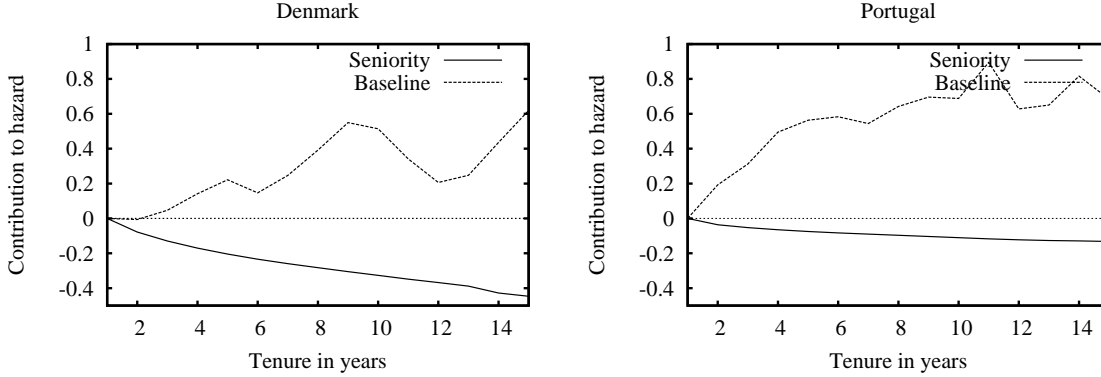 Denmark
Contribution to hazard
1
0.8
0.6
0.4
0.2
0
-0.2
-0.4
Seniority
Baseline
2 4 6 8 10 12 14
Tenure in years
Portugal
Contribution to hazard
1
0.8
0.6
0.4
0.2
0
-0.2
-0.4
Seniority
Baseline
2 4 6 8 10 12 14
Tenure in years